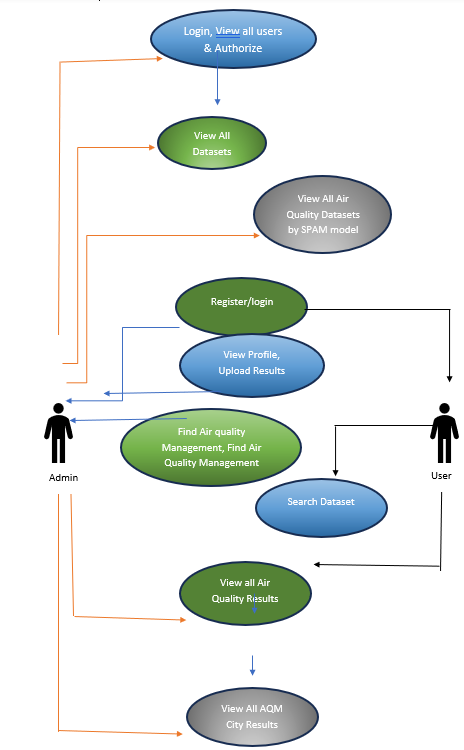 Login, View all users
& Authorize
View All
Datasets
View All Air
Quality Datasets
by SPAM model
Register/login
View Profile,
Upload Results
Find Air quality
Management, Find Air
Quality Management
Admin
User
Search Dataset
View all Air
Quality Results
View All AQM
City Results